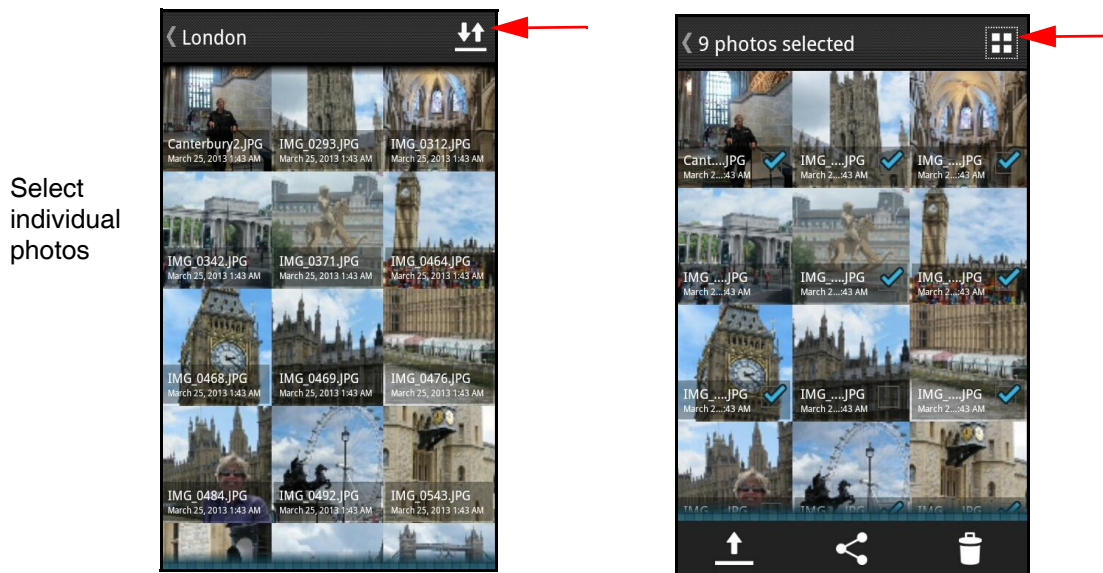 Select
individual
photos
London
Canterbury2.JPG IMG_0293.JPG IMG_0312.JPG
March 25, 2013 1:43 AM March 25, 2013 1:43 AM March 25, 2013 1:43 AM
IMG_0342.JPG IMG_0371.JPG IMG_0464.JPG
March 25, 2013 1:43 AM March 25, 2013 1:43 AM March 25, 2013 1:43 AM
IMG_0468.JPG IMG_0469.JPG IMG_0476.JPG
March 25, 2013 1:43 AM March 25, 2013 1:43 AM March 25, 2013 1:43 AM
IMG_0484.JPG IMG_0492.JPG IMG_0543.JPG
March 25, 2013 1:43 AM March 25, 2013 1:43 AM March 25, 2013 1:43 AM
9 photos selected
Cant....JPG IMG_....JPG IMG_....JPG
March 2...:43 AM March 2...:43 AM March 2...:43 AM
IMG_....JPG IMG_....JPG IMG_....JPG
March 2...:43 AM March 2...:43 AM March 2...:43 AM
IMG_....JPG IMG_....JPG IMG_....JPG
March 2...:43 AM March 2...:43 AM March 2...:43 AM
IMG_....JPG IMG_....JPG IMG_....JPG